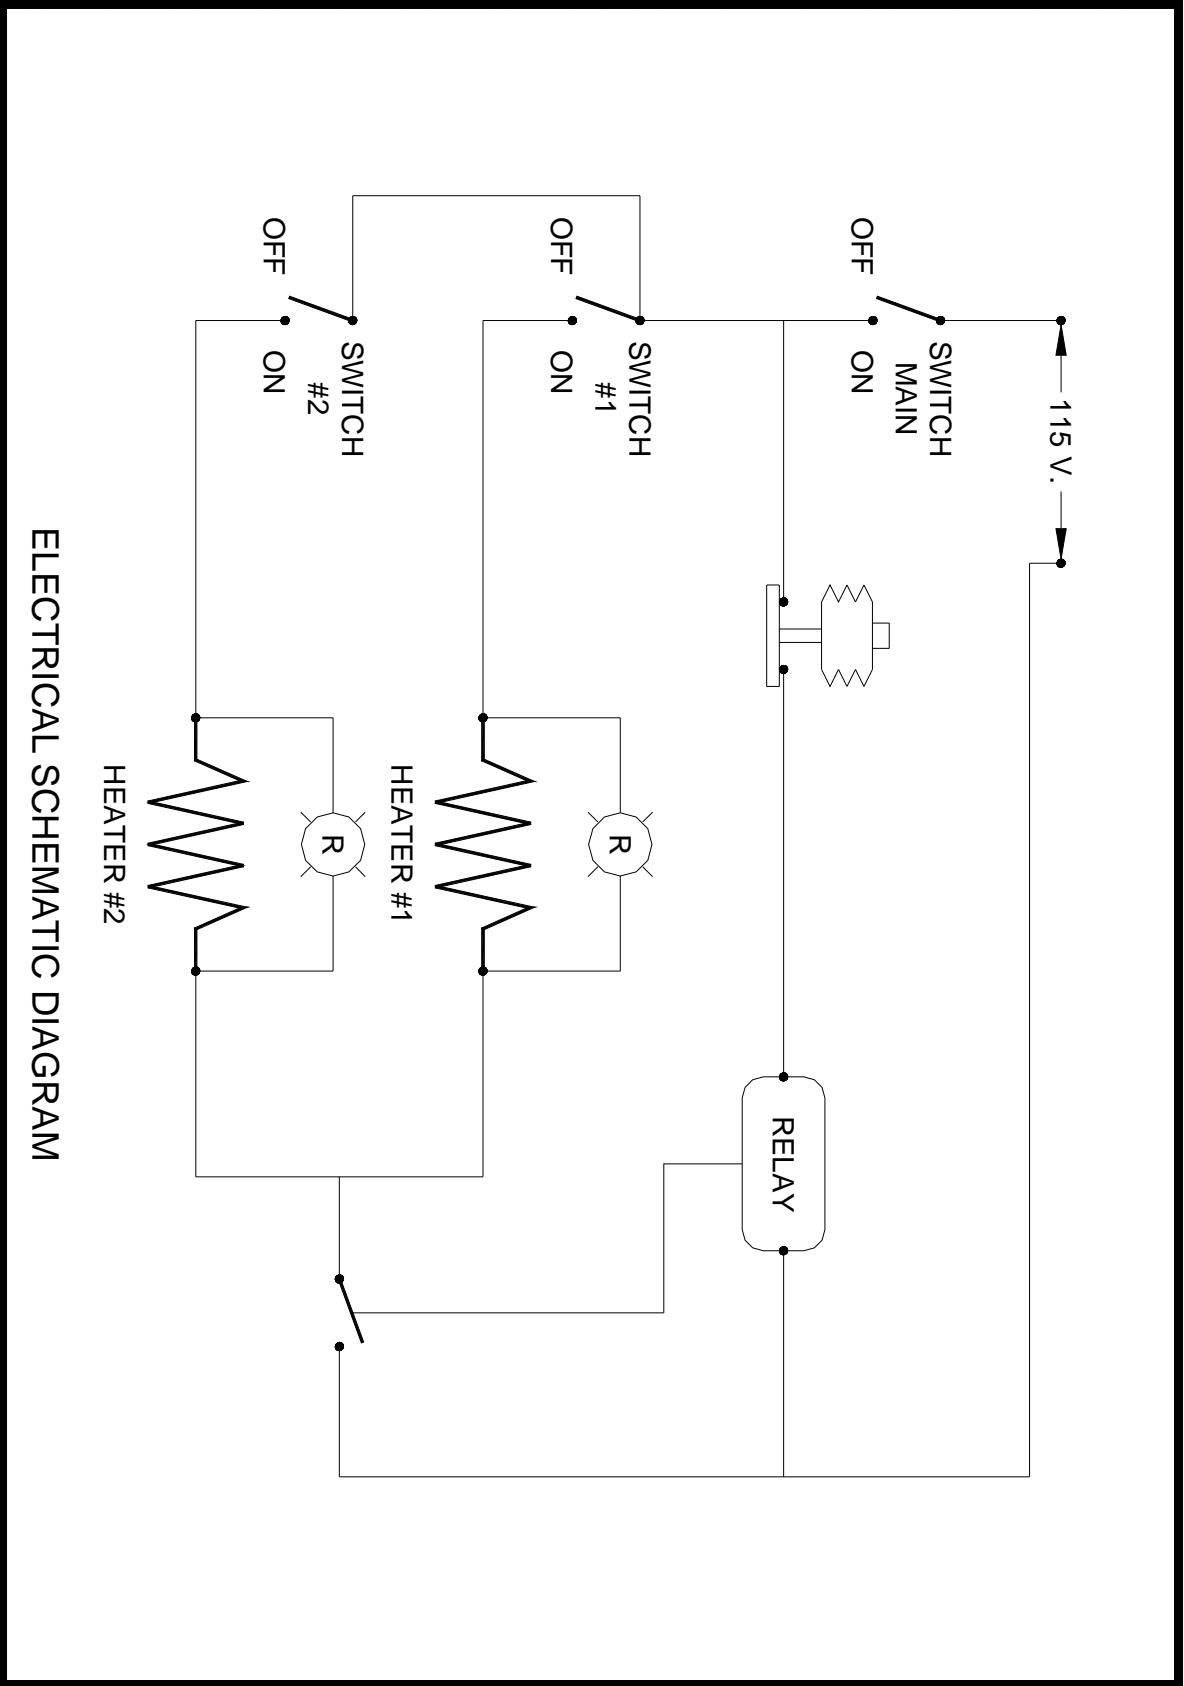 115 V.
SWITCH
MAIN
OFF
ON
SWITCH
#1
OFF
ON
R
HEATER #1
SWITCH
#2
OFF
ON
R
HEATER #2
RELAY
ELECTRICAL SCHEMATIC DIAGRAM